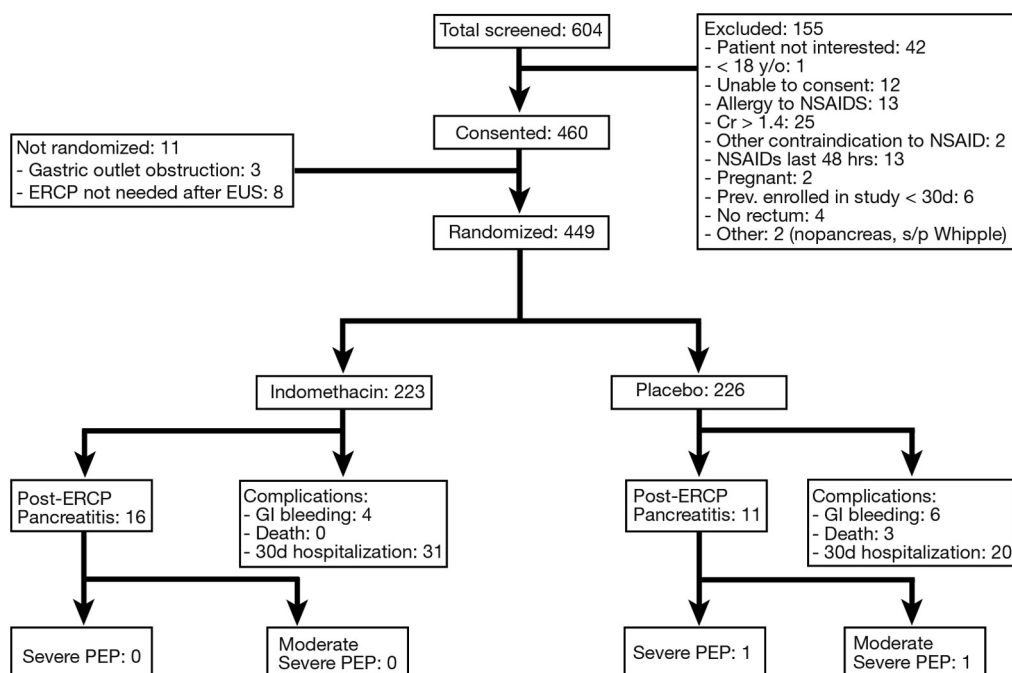 Total screened: 604
Excluded: 155
- Patient not interested: 42
- < 18 y/o: 1
- Unable to consent: 12
- Allergy to NSAIDS: 13
- Cr > 1.4: 25
- Other contraindication to NSAID: 2
- NSAIDs last 48 hrs: 13
- Pregnant: 2
- Prev. enrolled in study < 30d: 6
- No rectum: 4
- Other: 2 (nopancreas, s/p Whipple)
Consented: 460
Not randomized: 11
- Gastric outlet obstruction: 3
- ERCP not needed after EUS: 8
Randomized: 449
Indomethacin: 223
Placebo: 226
Post-ERCP
Pancreatitis: 16
Complications:
- GI bleeding: 4
- Death: 0
- 30d hospitalization: 31
Post-ERCP
Pancreatitis: 11
Complications:
- GI bleeding: 6
- Death: 3
- 30d hospitalization: 20
Severe PEP: 0
Moderate
Severe PEP: 0
Severe PEP: 1
Moderate
Severe PEP: 1